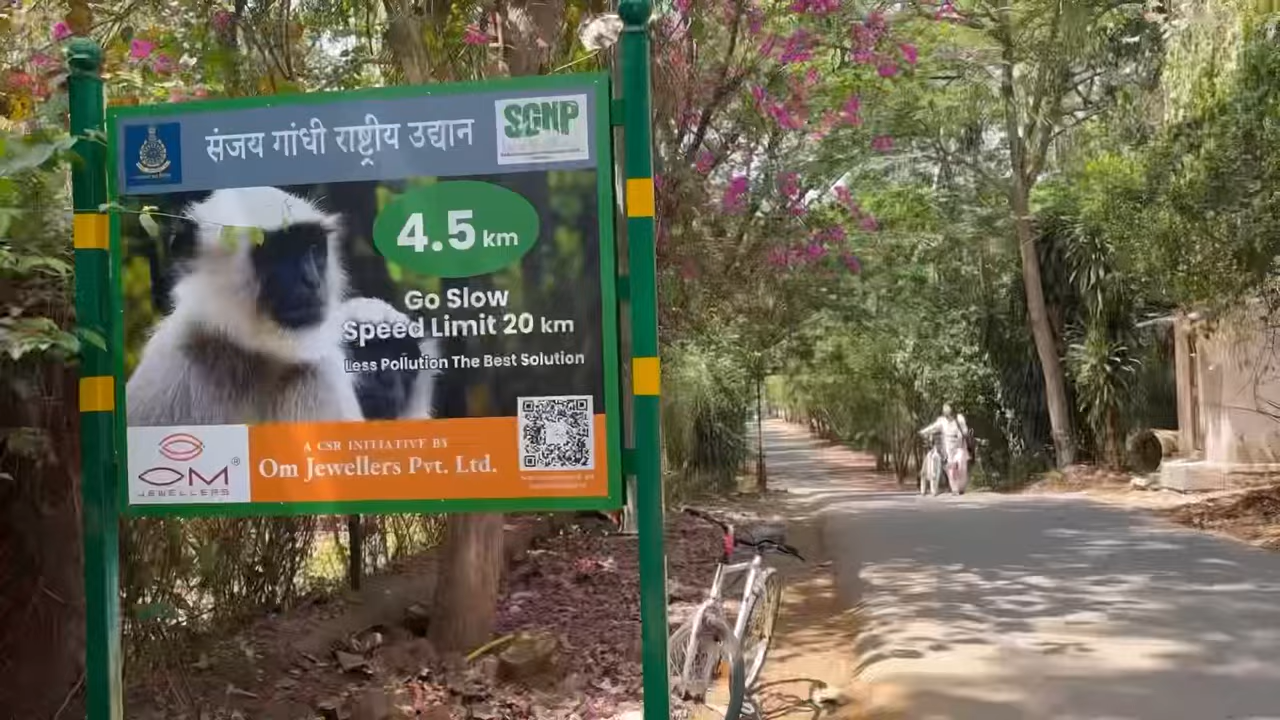 संजय गांधी राष्ट्रीय उद्यान
SGNP
4.5 km
Go Slow
Speed Limit 20 km
Less Pollution The Best Solution
OM®
JEWELLERS
A CSR INITIATIVE BY
Om Jewellers Pvt. Ltd.